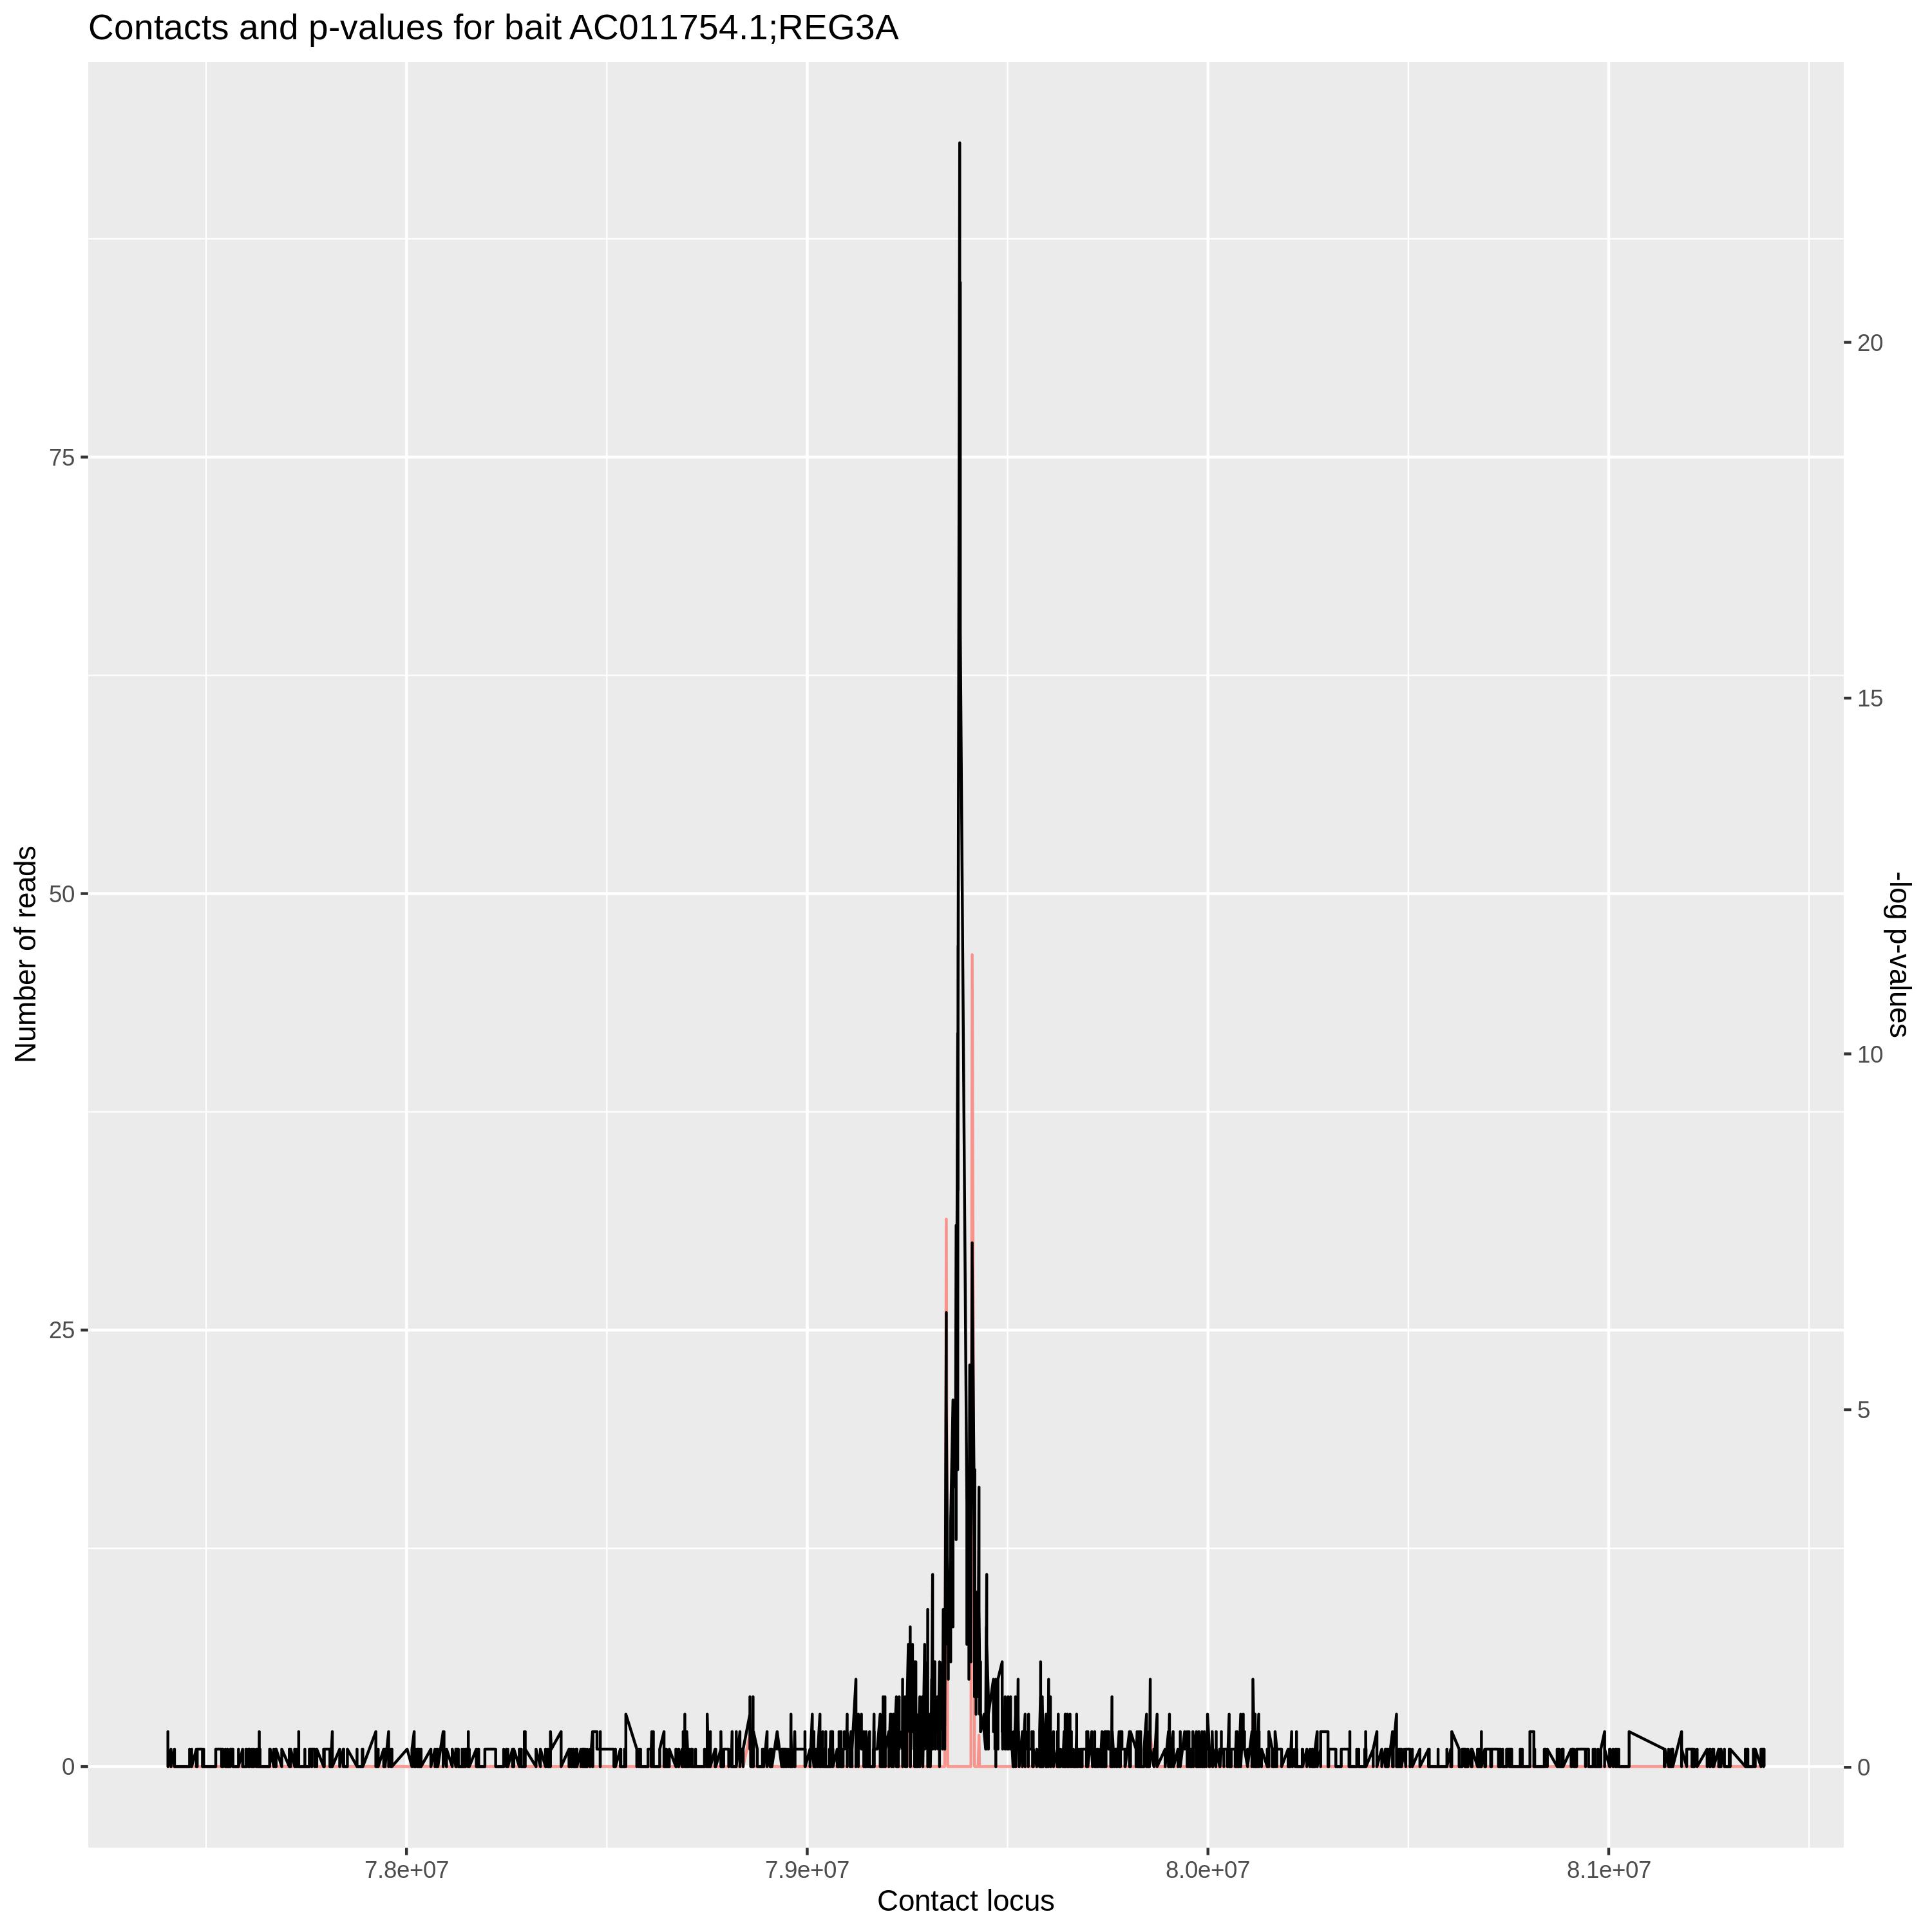 Contacts and p-values for bait AC011754.1;REG3A
Number of reads
75
50
25
0
20
15
10
5
0
-log p-values
7.8e+07 7.9e+07 8.0e+07 8.1e+07
Contact locus